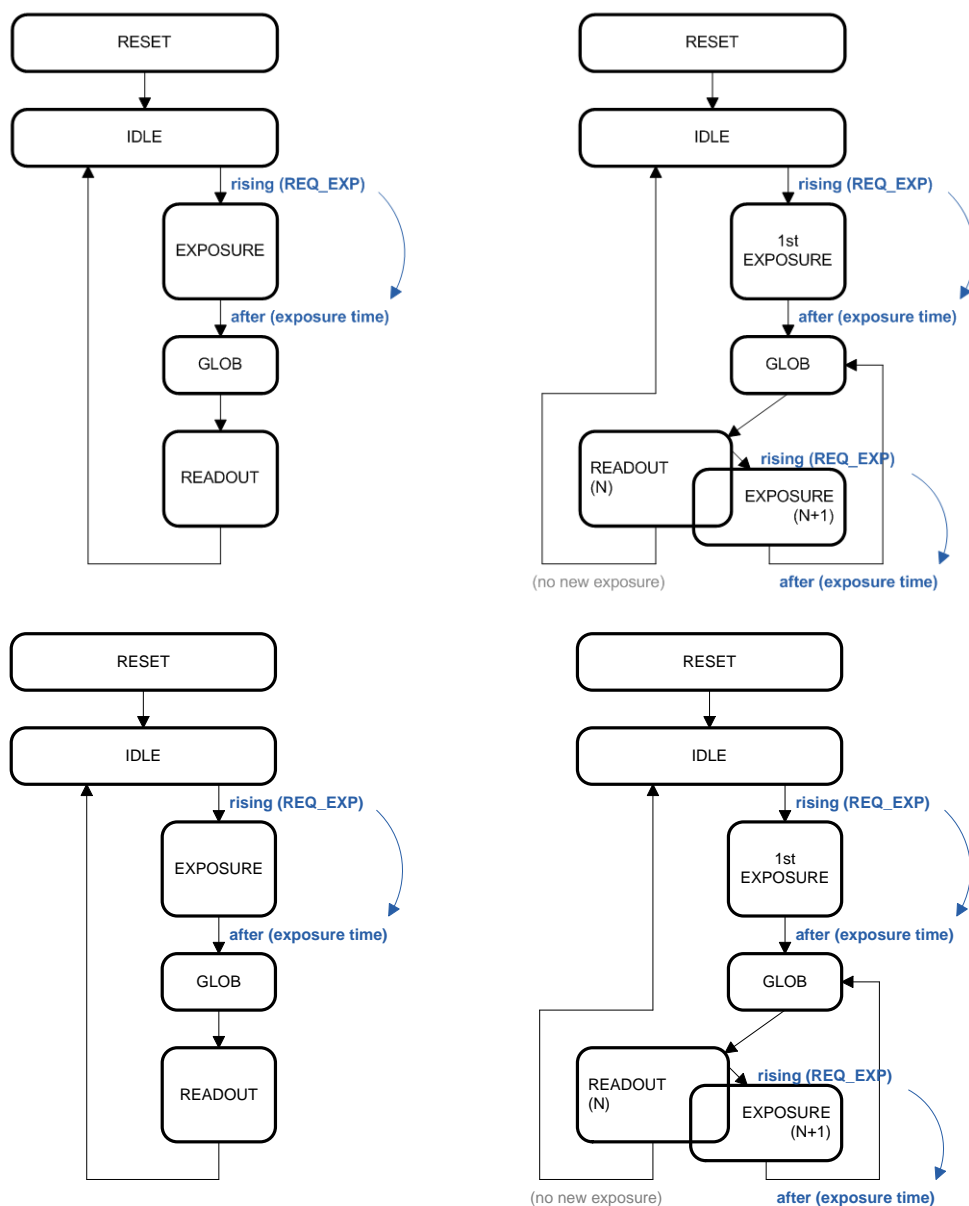 RESET
IDLE
rising (REQ_EXP)
EXPOSURE
after (exposure time)
GLOB
READOUT
RESET
IDLE
rising (REQ_EXP)
1st
EXPOSURE
after (exposure time)
GLOB
READOUT
(N)
rising (REQ_EXP)
EXPOSURE
(N+1)
(no new exposure)
after (exposure time)
RESET
IDLE
rising (REQ_EXP)
EXPOSURE
after (exposure time)
GLOB
READOUT
RESET
IDLE
rising (REQ_EXP)
1st
EXPOSURE
after (exposure time)
GLOB
READOUT
(N)
rising (REQ_EXP)
EXPOSURE
(N+1)
(no new exposure)
after (exposure time)